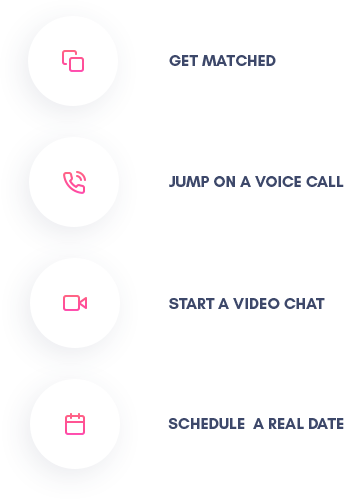 GET MATCHED
JUMP ON A VOICE CALL
START A VIDEO CHAT
SCHEDULE A REAL DATE